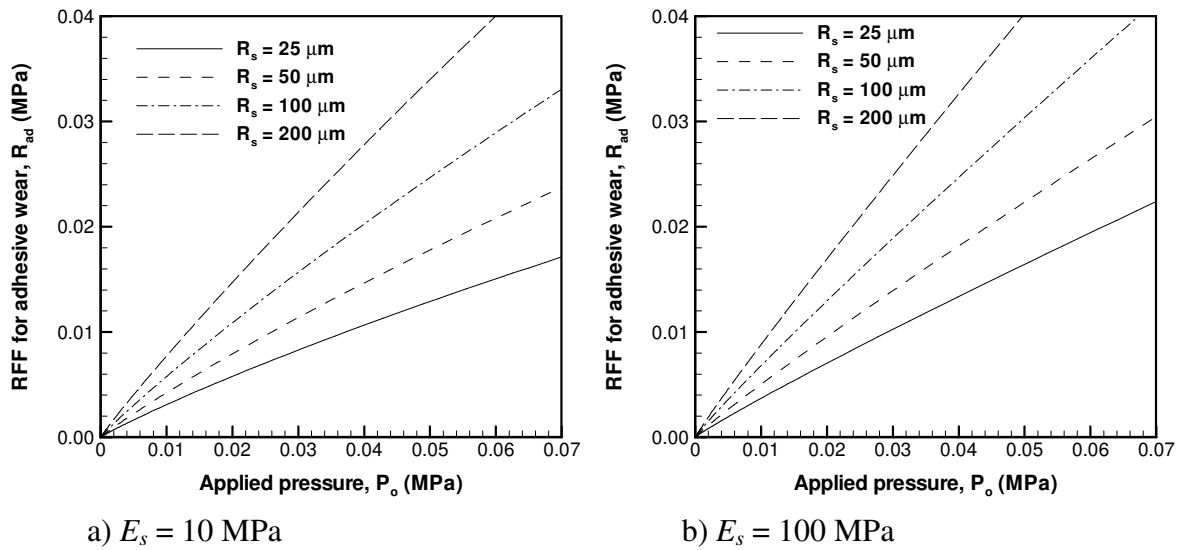 0.04
0.03
0.02
0.01
0.00
RFF for adhesive wear, R_ad (MPa)
R_s = 25 μm
R_s = 50 μm
R_s = 100 μm
R_s = 200 μm
0 0.01 0.02 0.03 0.04 0.05 0.06 0.07
Applied pressure, P_o (MPa)
a) E_s = 10 MPa
0.04
0.03
0.02
0.01
0.00
RFF for adhesive wear, R_ad (MPa)
R_s = 25 μm
R_s = 50 μm
R_s = 100 μm
R_s = 200 μm
0 0.01 0.02 0.03 0.04 0.05 0.06 0.07
Applied pressure, P_o (MPa)
b) E_s = 100 MPa